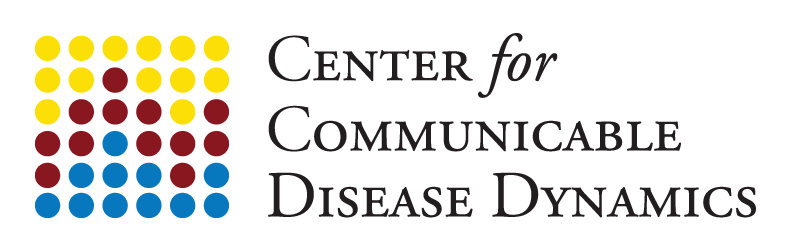 Center for
Communicable
Disease Dynamics